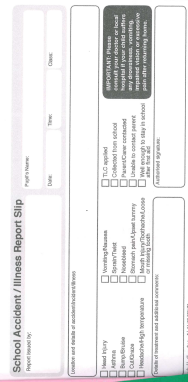 School Accident / Illness Report Slip
Report issued by:
Pupil's Name:
Date:
Time:
Class:
Location and details of accident/incident/illness
Head injury
Asthma
Bump/Bruise
Cut/Graze
Headache/High temperature
Vomiting/Nausea
Sprain/Twist
Nosebleed
Stomach pain/Upset tummy
Mouth injury/Toothache/Loose
or missing tooth
TLC applied
Collected from school
Parent/Carer contacted
Unable to contact parent
Well enough to stay in school
after first aid
IMPORTANT: Please
consult your doctor or local
hospital if your child suffers
any drowsiness, vomiting,
impaired vision or excessive
pain after returning home.
Details of treatment and additional comments:
Authorised signature: